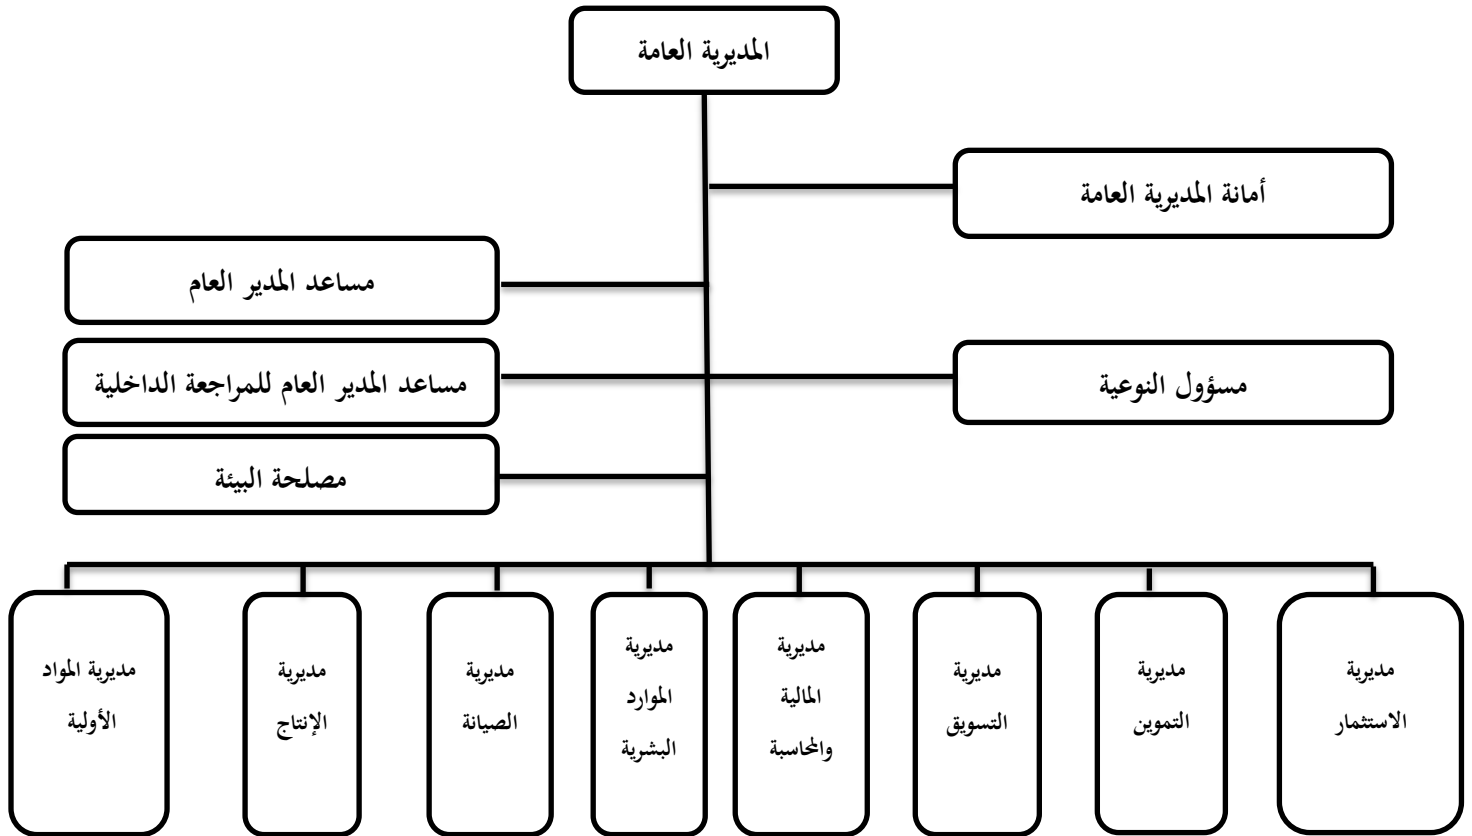 المديرية العامة
أمانة المديرية العامة
مساعد المدير العام
مسؤول النوعية
مساعد المدير العام للمراجعة الداخلية
مصلحة البيئة
مديرية
الاستثمار
مديرية
التموين
مديرية
التسويق
مديرية
المالية
والمحاسبة
مديرية
الموارد
البشرية
مديرية
الصيانة
مديرية
الإنتاج
مديرية المواد
الأولية